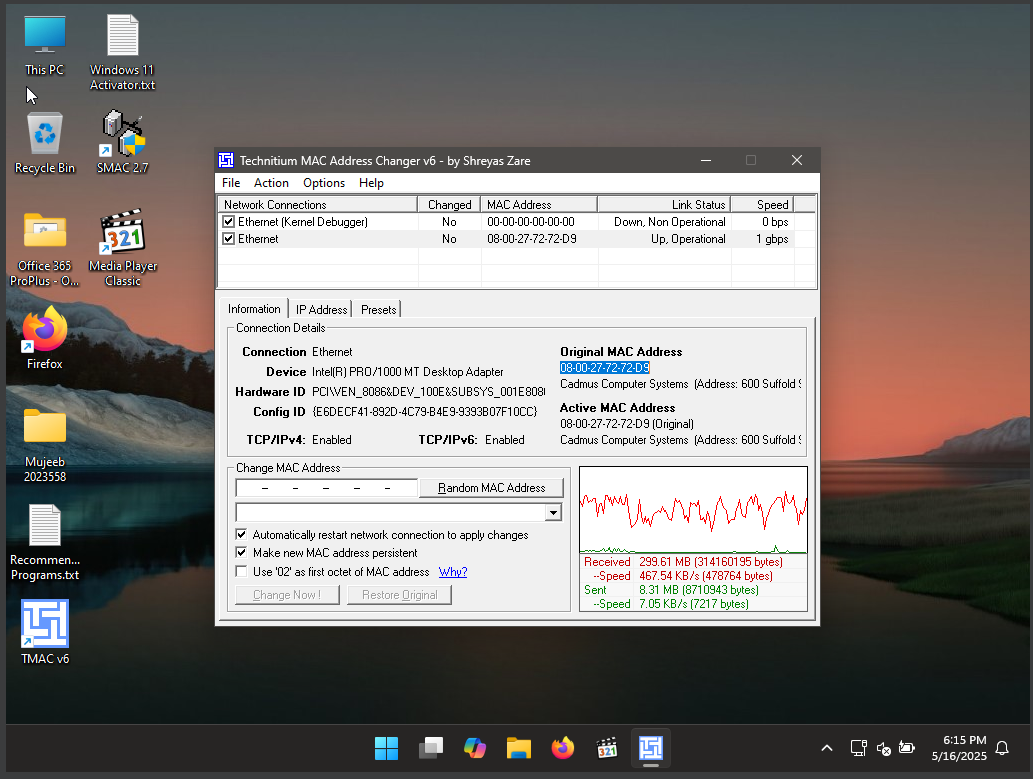 This PC
Windows 11
Activator.txt
Recycle Bin
SMAC 2.7
Office 365
ProPlus - O...
321
Media Player
Classic
Firefox
Mujeeb
2023558
Recommen...
Programs.txt
TMAC v6
Technitium MAC Address Changer v6 - by Shreyas Zare
File Action Options Help
Network Connections Changed MAC Address Link Status Speed
Ethernet (Kernel Debugger) No 00-00-00-00-00-00 Down, Non Operational 0 bps
Ethernet No 08-00-27-72-72-D9 Up, Operational 1 gbps
Information IP Address Presets
Connection Details
Connection Ethernet
Device Intel(R) PRO/1000 MT Desktop Adapter
Hardware ID PCI\VEN_8086&DEV_100E&SUBSYS_001E808
Config ID {E6DECF41-892D-4C79-B4E9-9393B07F10CC}
TCP/IPv4: Enabled TCP/IPv6: Enabled
Original MAC Address
08-00-27-72-72-D9
Cadmus Computer Systems (Address: 600 Suffold S
Active MAC Address
08-00-27-72-72-D9 (Original)
Cadmus Computer Systems (Address: 600 Suffold S
Change MAC Address
- - - - -
Random MAC Address
Automatically restart network connection to apply changes
Make new MAC address persistent
Use '02' as first octet of MAC address Why?
Change Now ! Restore Original
Received 299.61 MB (314160195 bytes)
--Speed 467.54 KB/s (478764 bytes)
Sent 8.31 MB (8710943 bytes)
--Speed 7.05 KB/s (7217 bytes)
321
6:15 PM
5/16/2025